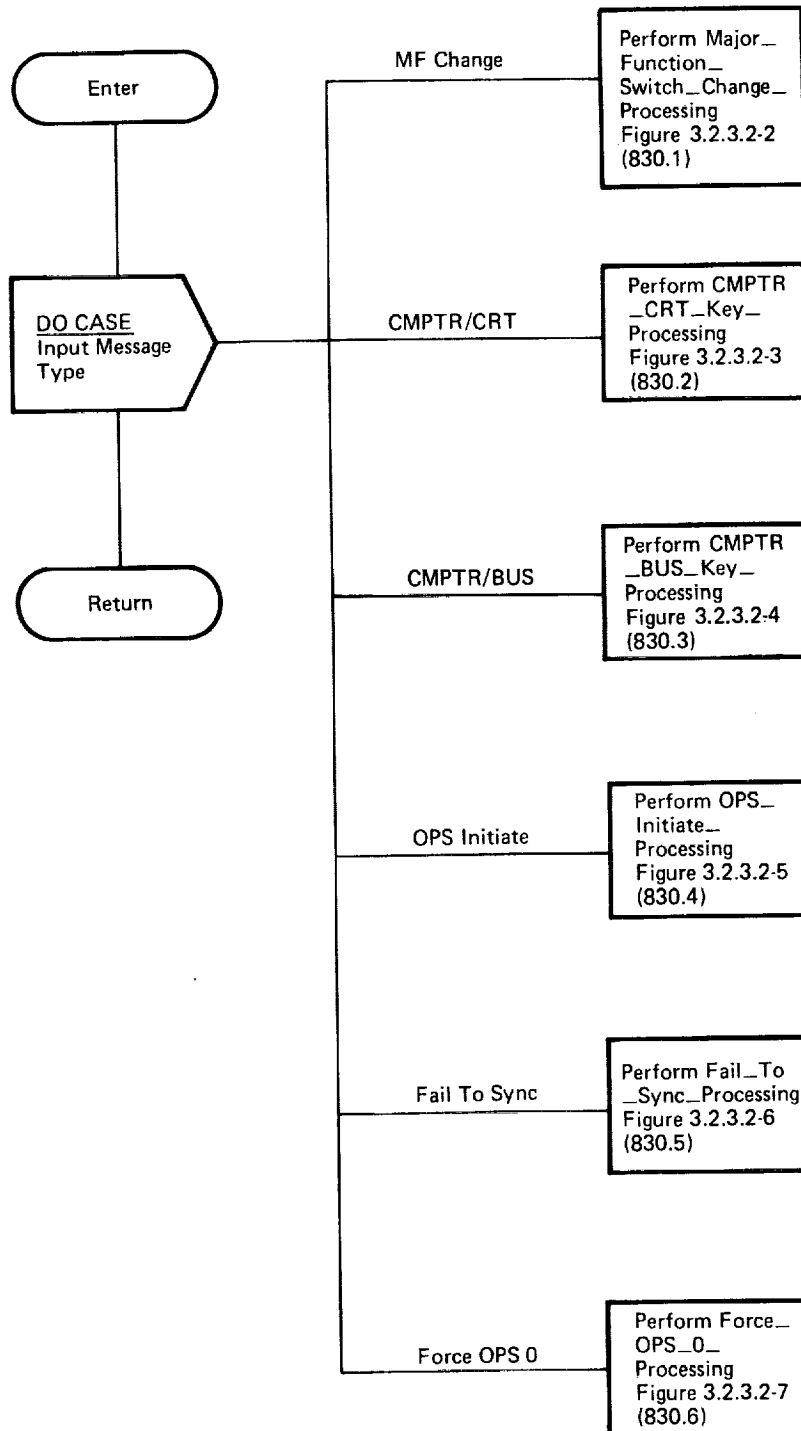 Enter
DO CASE
Input Message
Type
Return
MF Change
Perform Major_
Function_
Switch_Change_
Processing
Figure 3.2.3.2-2
(830.1)
CMPTR/CRT
Perform CMPTR
_CRT_Key_
Processing
Figure 3.2.3.2-3
(830.2)
CMPTR/BUS
Perform CMPTR
_BUS_Key_
Processing
Figure 3.2.3.2-4
(830.3)
OPS Initiate
Perform OPS_
Initiate_
Processing
Figure 3.2.3.2-5
(830.4)
Fail To Sync
Perform Fail_To
_Sync_Processing
Figure 3.2.3.2-6
(830.5)
Force OPS 0
Perform Force_
OPS_0_
Processing
Figure 3.2.3.2-7
(830.6)